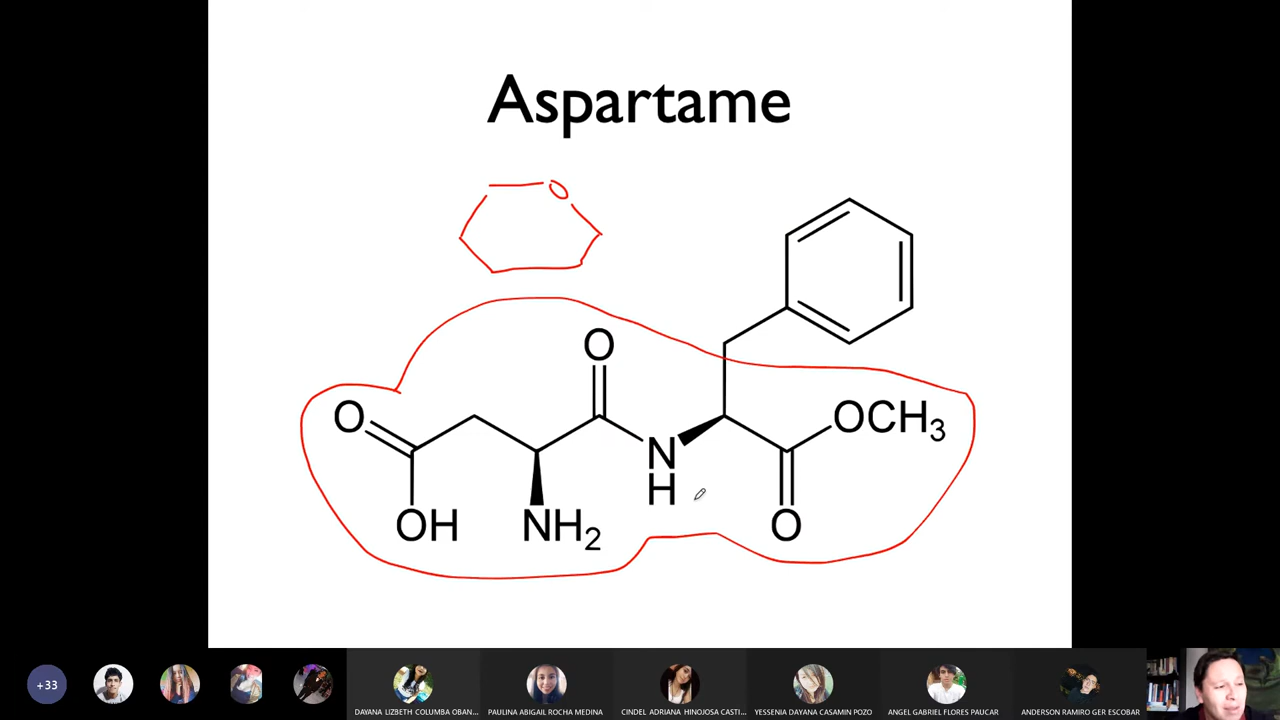 Aspartame
O
O
O
OCH3
N
H
OH
NH2
O
+33
DAYANA LIZBETH COLUMBA OBAN...
PAULINA ABIGAIL ROCHA MEDINA
CINDEL ADRIANA HINOJOSA CASTI...
YESSENIA DAYANA CASAMIN POZO
ANGEL GABRIEL FLORES PAUCAR
ANDERSON RAMIRO GER ESCOBAR